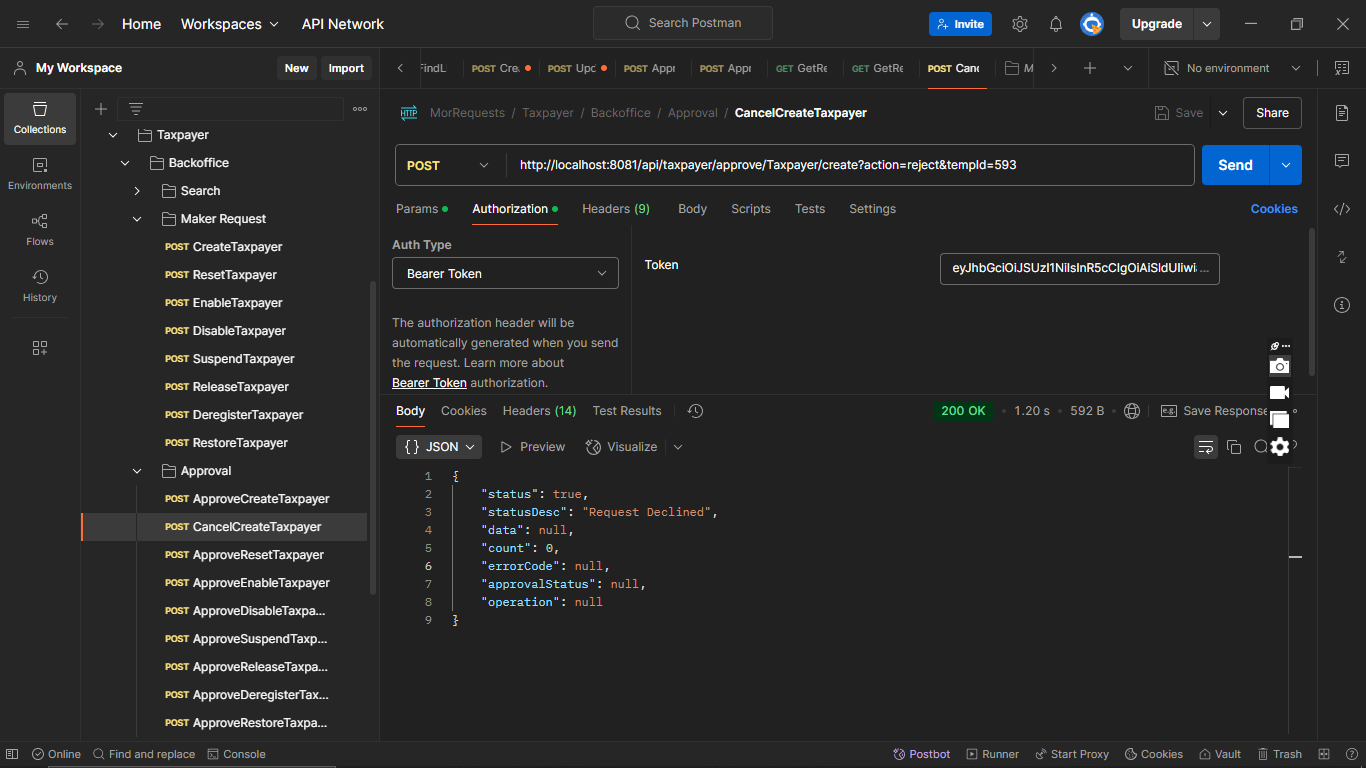 Home Workspaces API Network Search Postman Invite Upgrade
My Workspace New Import
FindL POST Cre POST Upd POST Appr POST Appr GET GetRe GET GetRe POST Canc No environment
HTTP MorRequests / Taxpayer / Backoffice / Approval / CancelCreateTaxpayer Save Share
POST http://localhost:8081/api/taxpayer/approve/Taxpayer/create?action=reject&tempId=593 Send
Params Authorization Headers (9) Body Scripts Tests Settings Cookies
Auth Type
Bearer Token
Token
eyJhbGciOiJSUzI1NiIsInR5cCIgOiAiSldUIiwi...
The authorization header will be
automatically generated when you send
the request. Learn more about
Bearer Token authorization.
Collections
Environments
Flows
History
Taxpayer
Backoffice
Search
Maker Request
POST CreateTaxpayer
POST ResetTaxpayer
POST EnableTaxpayer
POST DisableTaxpayer
POST SuspendTaxpayer
POST ReleaseTaxpayer
POST DeregisterTaxpayer
POST RestoreTaxpayer
Approval
POST ApproveCreateTaxpayer
POST CancelCreateTaxpayer
POST ApproveResetTaxpayer
POST ApproveEnableTaxpayer
POST ApproveDisableTaxpa...
POST ApproveSuspendTaxp...
POST ApproveReleaseTaxpa...
POST ApproveDeregisterTax...
POST ApproveRestoreTaxpa...
Body Cookies Headers (14) Test Results 200 OK 1.20 s 592 B e.g. Save Response
{} JSON Preview Visualize
1 {
2 "status": true,
3 "statusDesc": "Request Declined",
4 "data": null,
5 "count": 0,
6 "errorCode": null,
7 "approvalStatus": null,
8 "operation": null
9 }
Online Find and replace Console Postbot Runner Start Proxy Cookies Vault Trash